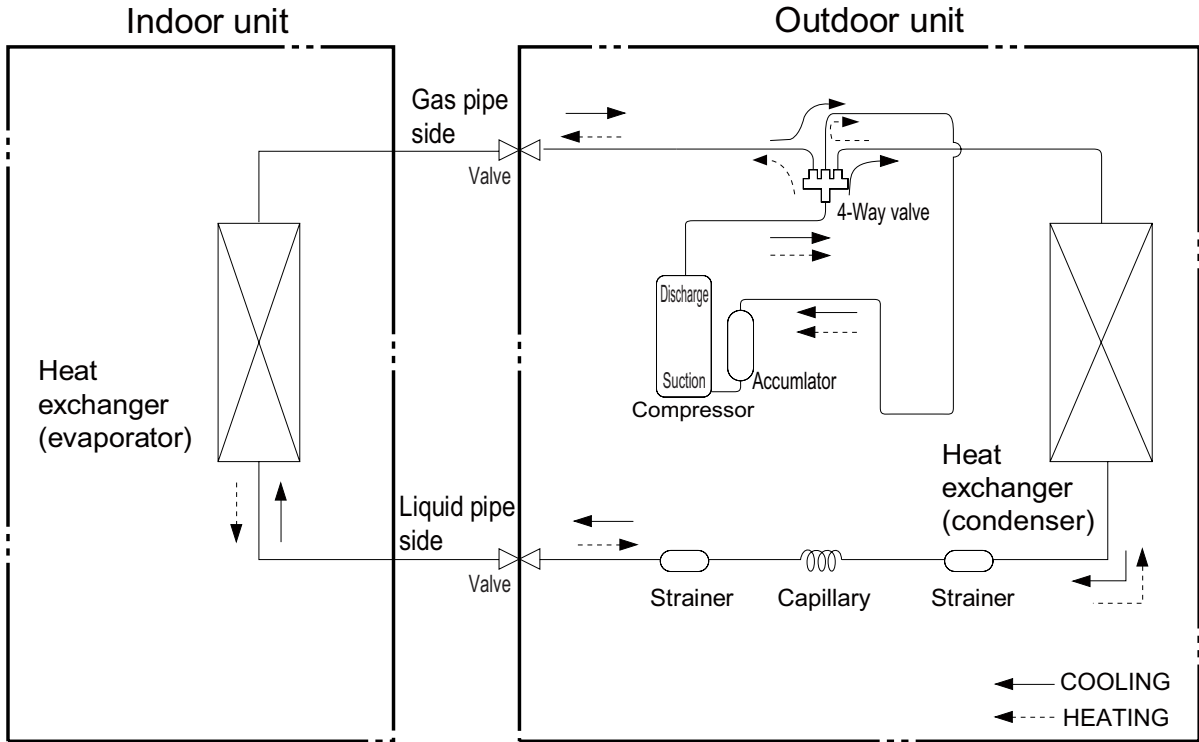 Indoor unit
Outdoor unit
Gas pipe
side
Valve
4-Way valve
Discharge
Suction
Accumlator
Compressor
Heat
exchanger
(evaporator)
Heat
exchanger
(condenser)
Liquid pipe
side
Valve
Strainer
Capillary
Strainer
COOLING
HEATING